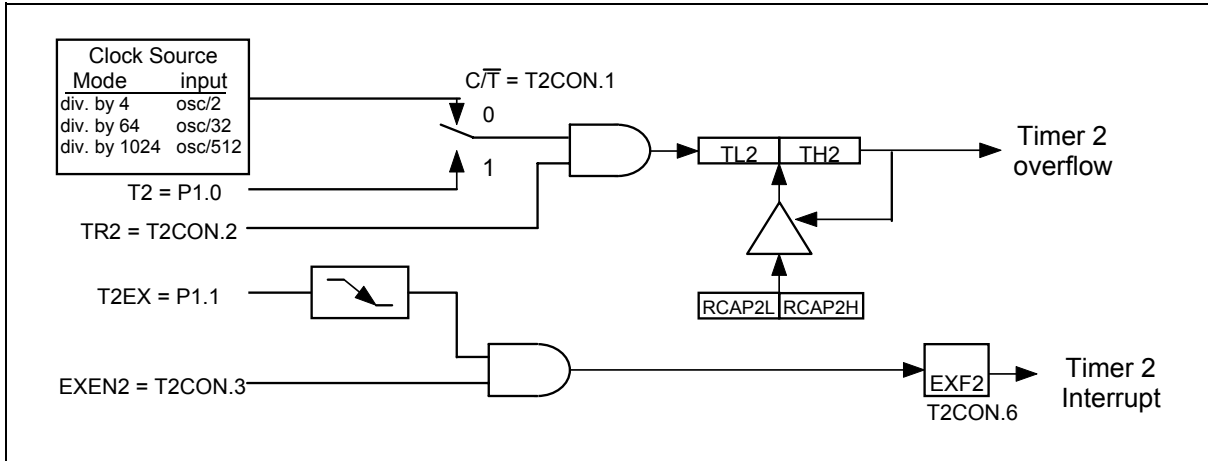 Clock Source
Mode input
div. by 4 osc/2
div. by 64 osc/32
div. by 1024 osc/512
C/T̅ = T2CON.1
0
1
T2 = P1.0
TR2 = T2CON.2
TL2 TH2
Timer 2
overflow
T2EX = P1.1
RCAP2L RCAP2H
EXEN2 = T2CON.3
EXF2
T2CON.6
Timer 2
Interrupt